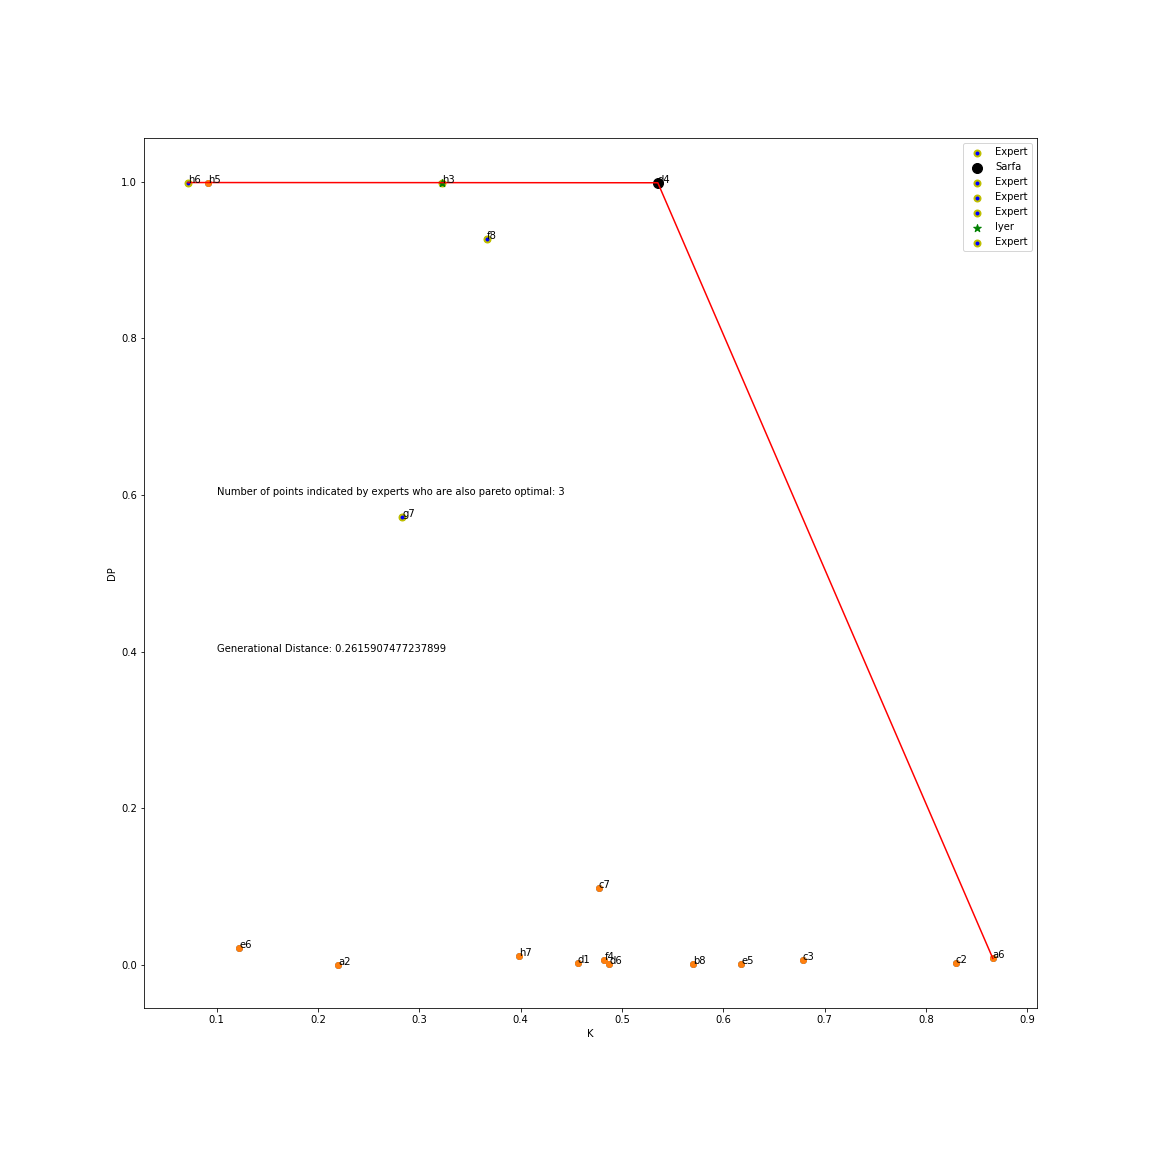 Expert
Sarfa
Expert
Expert
Expert
Iyer
Expert
h6 h5 h3 d4
f8
Number of points indicated by experts who are also pareto optimal: 3
g7
Generational Distance: 0.2615907477237899
c7
e6 a2 h7 d1 f4 d6 b8 e5 c3 c2 a6
1.0
0.8
0.6
0.4
0.2
0.0
DP
0.1 0.2 0.3 0.4 0.5 0.6 0.7 0.8 0.9
K